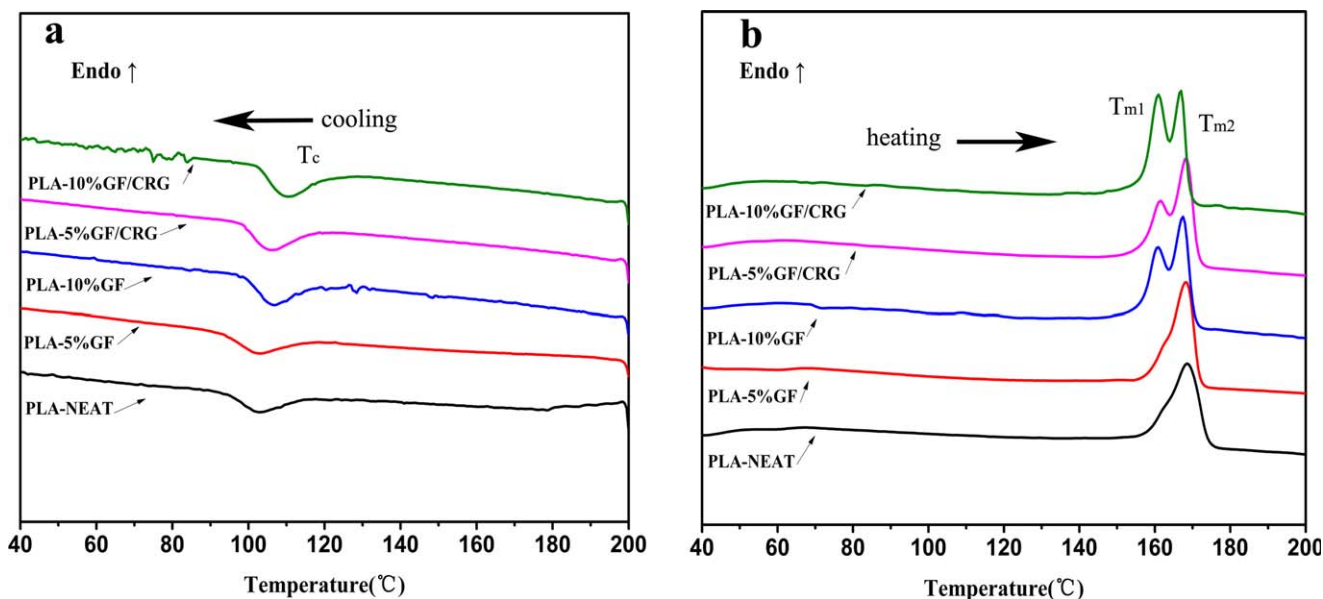 a
Endo ↑
cooling
Tc
PLA-10%GF/CRG
PLA-5%GF/CRG
PLA-10%GF
PLA-5%GF
PLA-NEAT
40 60 80 100 120 140 160 180 200
Temperature(℃)
b
Endo ↑
heating
Tm1
Tm2
PLA-10%GF/CRG
PLA-5%GF/CRG
PLA-10%GF
PLA-5%GF
PLA-NEAT
40 60 80 100 120 140 160 180 200
Temperature(℃)